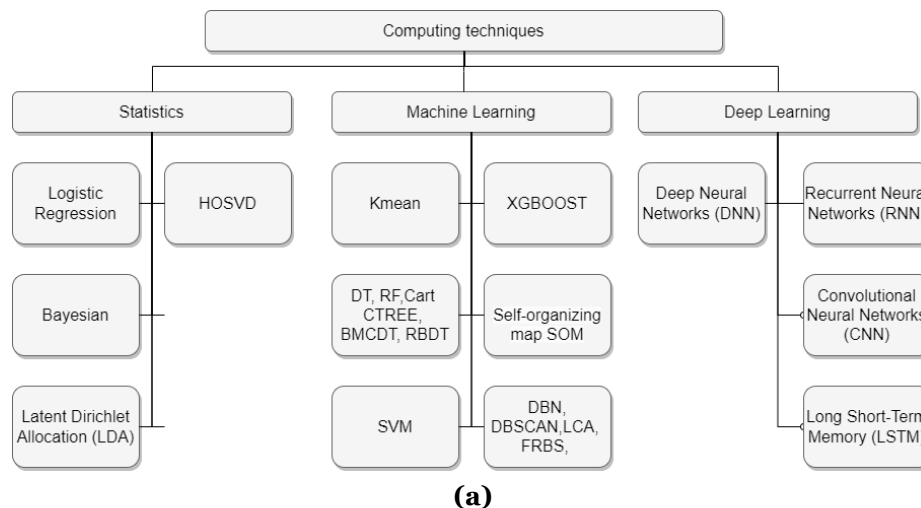 Computing techniques
Statistics
Machine Learning
Deep Learning
Logistic
Regression
HOSVD
Kmean
XGBOOST
Deep Neural
Networks (DNN)
Recurrent Neural
Networks (RNN)
Bayesian
DT, RF,Cart
CTREE,
BMCDT, RBDT
Self-organizing
map SOM
Convolutional
Neural Networks
(CNN)
Latent Dirichlet
Allocation (LDA)
SVM
DBN,
DBSCAN,LCA,
FRBS,
Long Short-Term
Memory (LSTM)
(a)